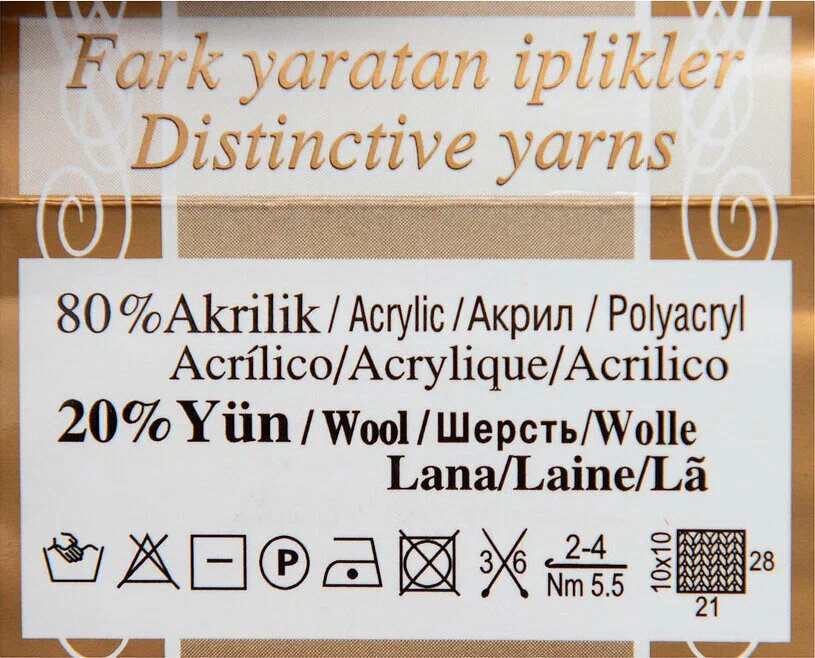 Fark yaratan iplikler
Distinctive yarns
80%Akrilik / Acrylic / Акрил / Polyacryl
Acrílico/Acrylique/Acrilico
20% Yün / Wool / Шерсть/Wolle
Lana/Laine/Lã
P
3 6
2-4
Nm 5.5
10x10
28
21